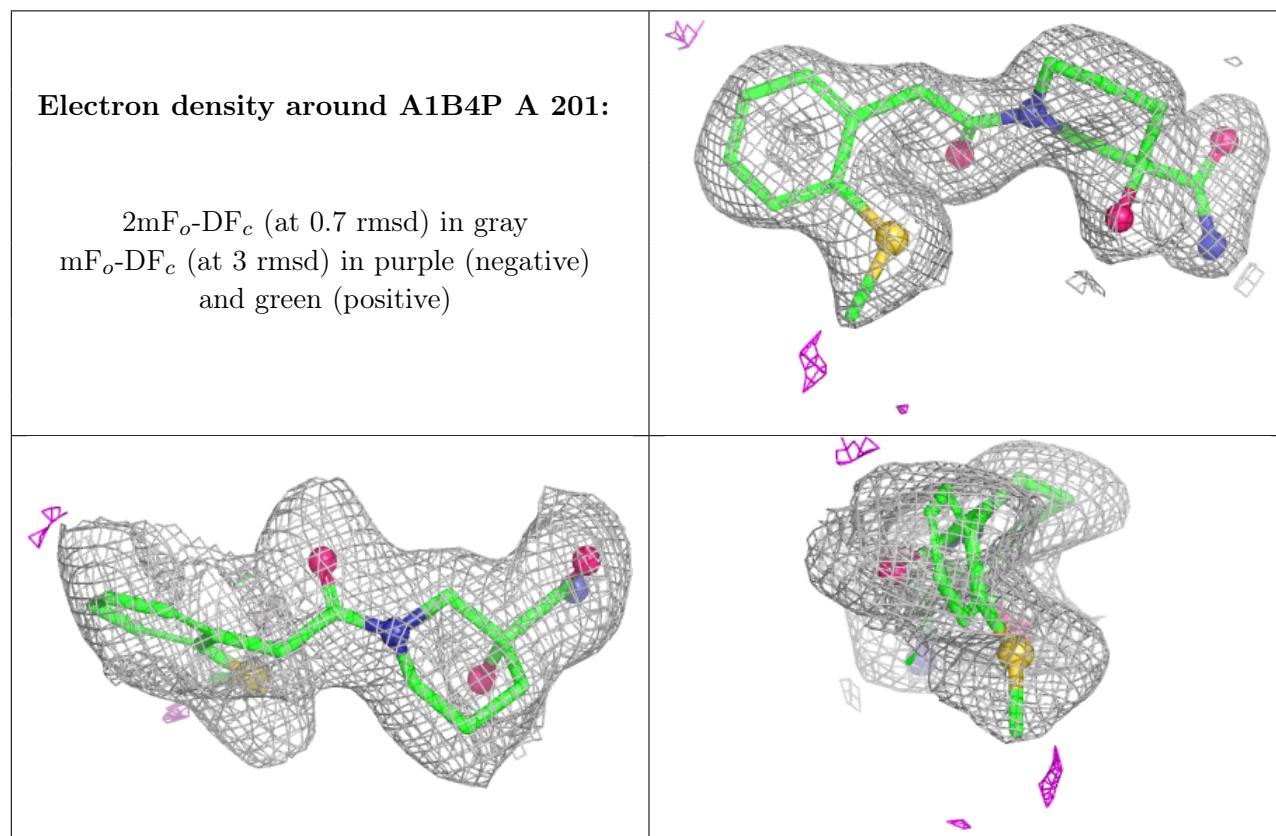 Electron density around A1B4P A 201:
2mFo-DFc (at 0.7 rmsd) in gray
mFo-DFc (at 3 rmsd) in purple (negative)
and green (positive)